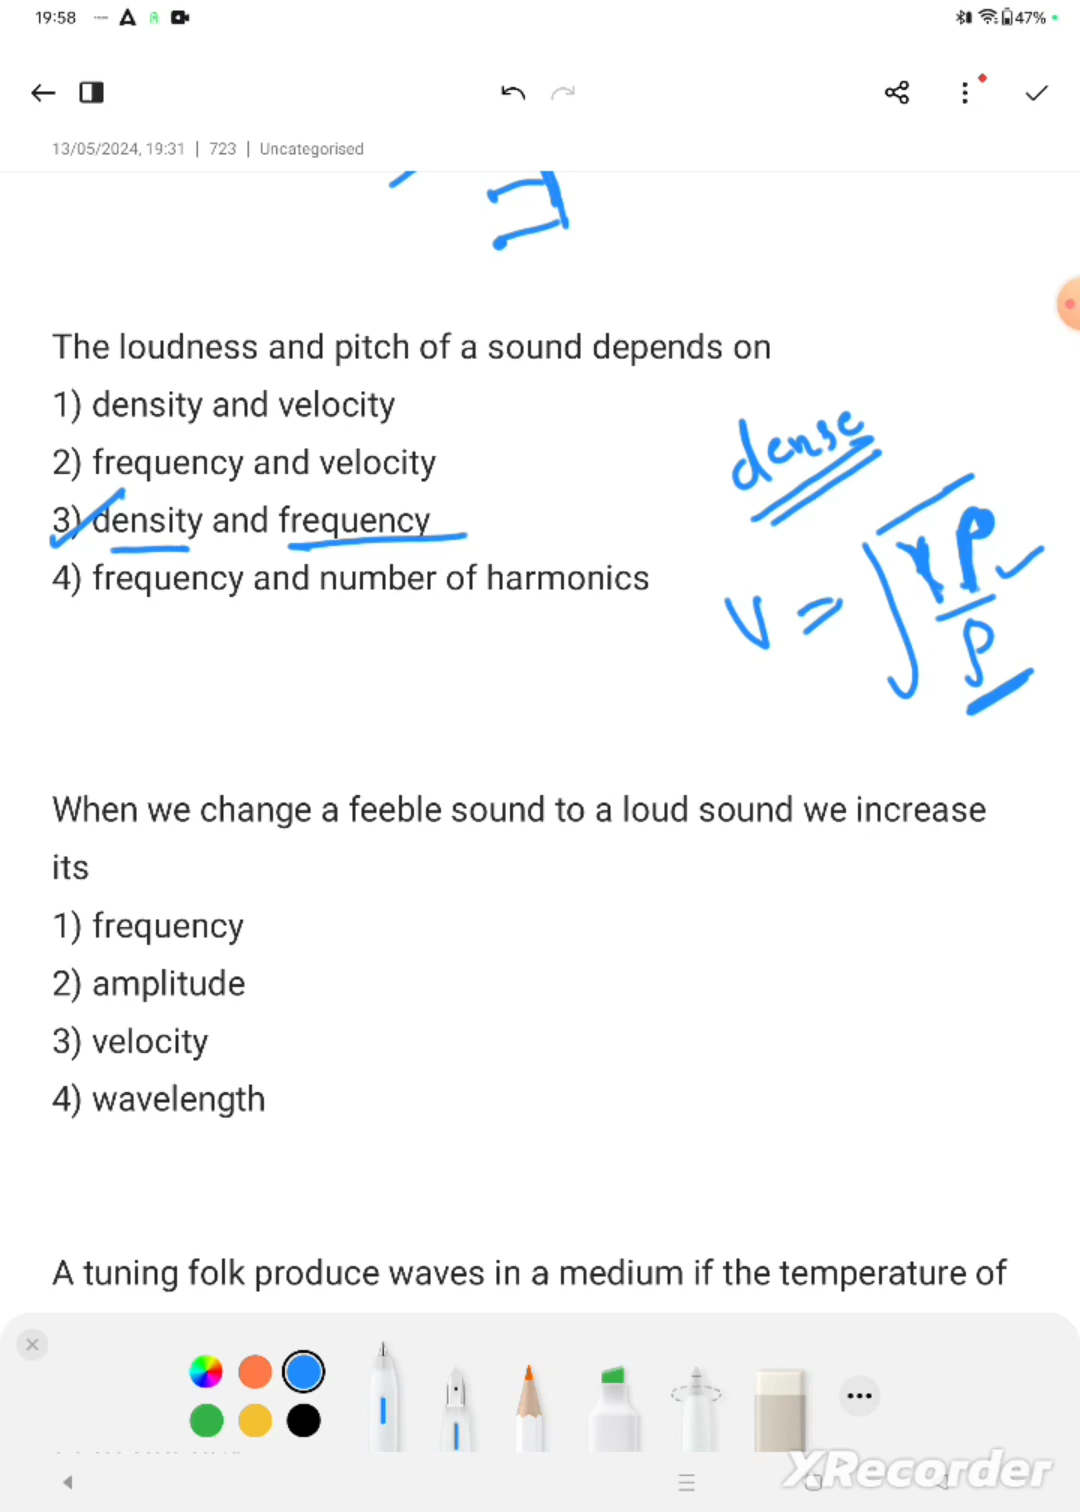 19:58
47%
13/05/2024, 19:31 | 723 | Uncategorised
The loudness and pitch of a sound depends on
1) density and velocity
2) frequency and velocity
3) density and frequency
4) frequency and number of harmonics
dense
v = √γP/ρ
When we change a feeble sound to a loud sound we increase
its
1) frequency
2) amplitude
3) velocity
4) wavelength
A tuning folk produce waves in a medium if the temperature of
XRecorder